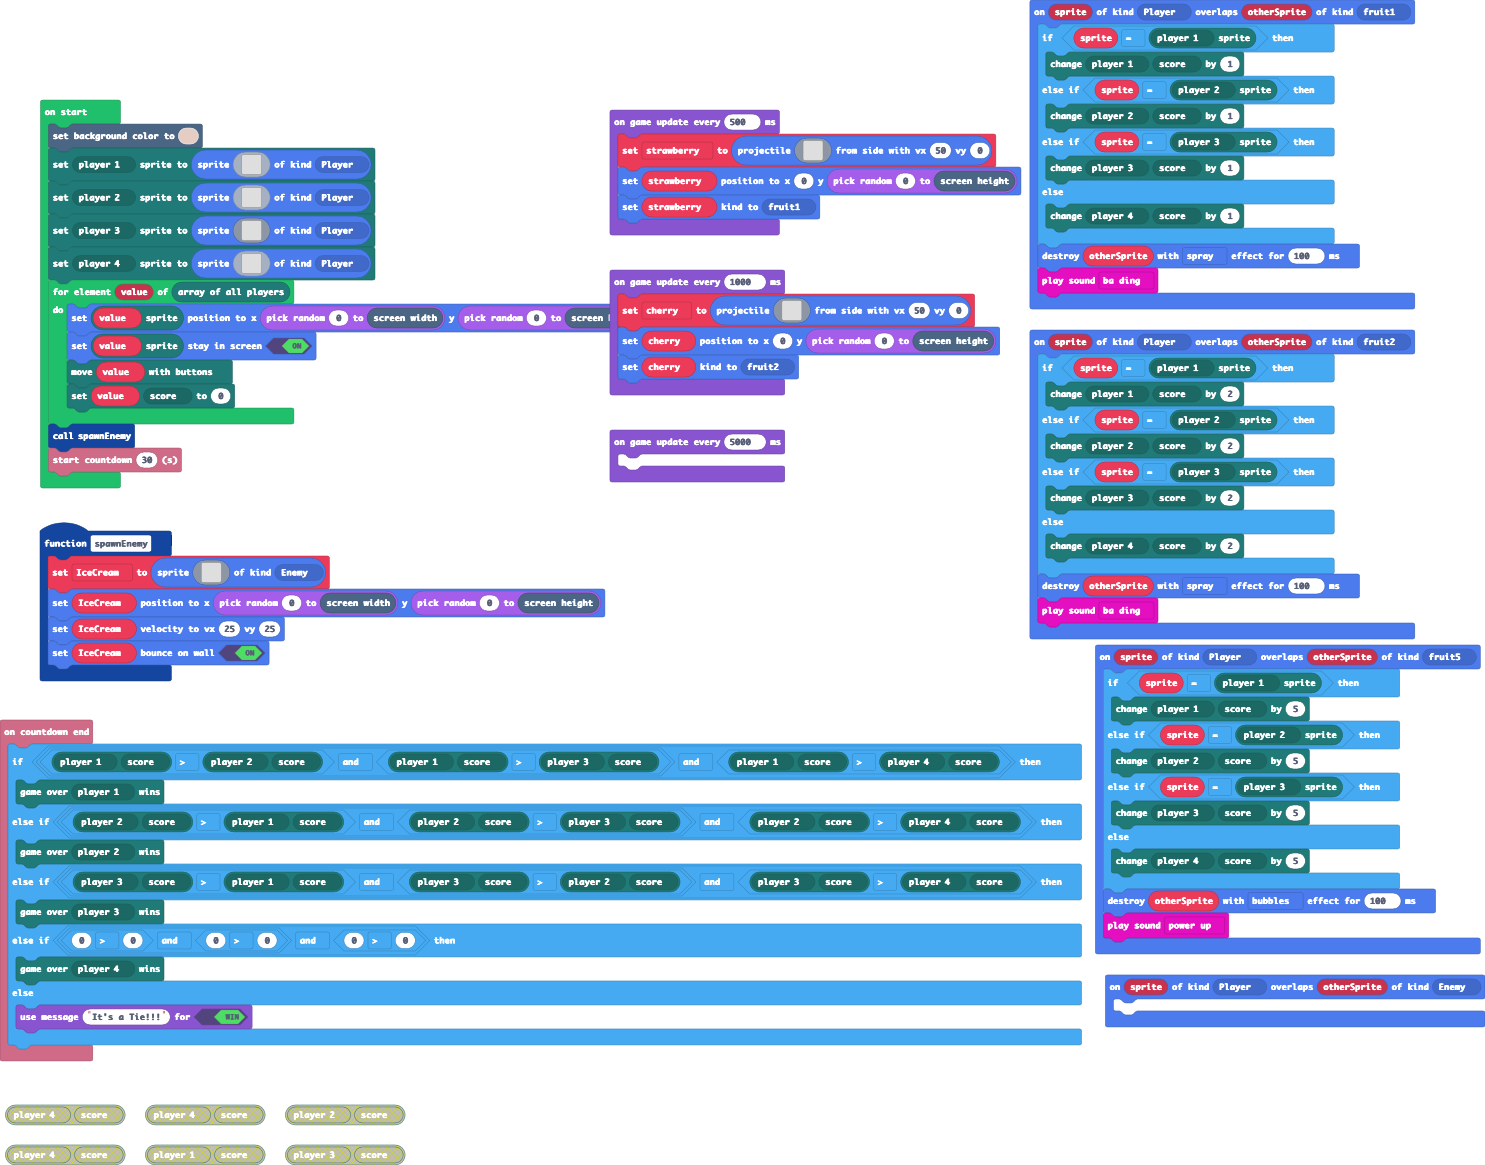 on start
set background color to
set player 1 sprite to sprite of kind Player
set player 2 sprite to sprite of kind Player
set player 3 sprite to sprite of kind Player
set player 4 sprite to sprite of kind Player
for element value of array of all players
do set value sprite position to x pick random 0 to screen width y pick random 0 to screen
set value sprite stay in screen ON
move value with buttons
set value score to 0
call spawnEnemy
start countdown 30 (s)
function spawnEnemy
set IceCream to sprite of kind Enemy
set IceCream position to x pick random 0 to screen width y pick random 0 to screen height
set IceCream velocity to vx 25 vy 25
set IceCream bounce on wall ON
on game update every 500 ms
set strawberry to projectile from side with vx 50 vy 0
set strawberry position to x 0 y pick random 0 to screen height
set strawberry kind to fruit1
on game update every 1000 ms
set cherry to projectile from side with vx 50 vy 0
set cherry position to x 0 y pick random 0 to screen height
set cherry kind to fruit2
on game update every 5000 ms
on sprite of kind Player overlaps otherSprite of kind fruit1
if sprite = player 1 sprite then
change player 1 score by 1
else if sprite = player 2 sprite then
change player 2 score by 1
else if sprite = player 3 sprite then
change player 3 score by 1
else
change player 4 score by 1
destroy otherSprite with spray effect for 100 ms
play sound ba ding
on sprite of kind Player overlaps otherSprite of kind fruit2
if sprite = player 1 sprite then
change player 1 score by 2
else if sprite = player 2 sprite then
change player 2 score by 2
else if sprite = player 3 sprite then
change player 3 score by 2
else
change player 4 score by 2
destroy otherSprite with spray effect for 100 ms
play sound ba ding
on sprite of kind Player overlaps otherSprite of kind fruit5
if sprite = player 1 sprite then
change player 1 score by 5
else if sprite = player 2 sprite then
change player 2 score by 5
else if sprite = player 3 sprite then
change player 3 score by 5
else
change player 4 score by 5
destroy otherSprite with bubbles effect for 100 ms
play sound power up
on sprite of kind Player overlaps otherSprite of kind Enemy
on countdown end
if player 1 score > player 2 score and player 1 score > player 3 score and player 1 score > player 4 score then
game over player 1 wins
else if player 2 score > player 1 score and player 2 score > player 3 score and player 2 score > player 4 score then
game over player 2 wins
else if player 3 score > player 1 score and player 3 score > player 2 score and player 3 score > player 4 score then
game over player 3 wins
else if 0 > 0 and 0 > 0 and 0 > 0 then
game over player 4 wins
else
use message "It's a Tie!!!" for WIN
player 4 score player 4 score player 2 score
player 4 score player 1 score player 3 score